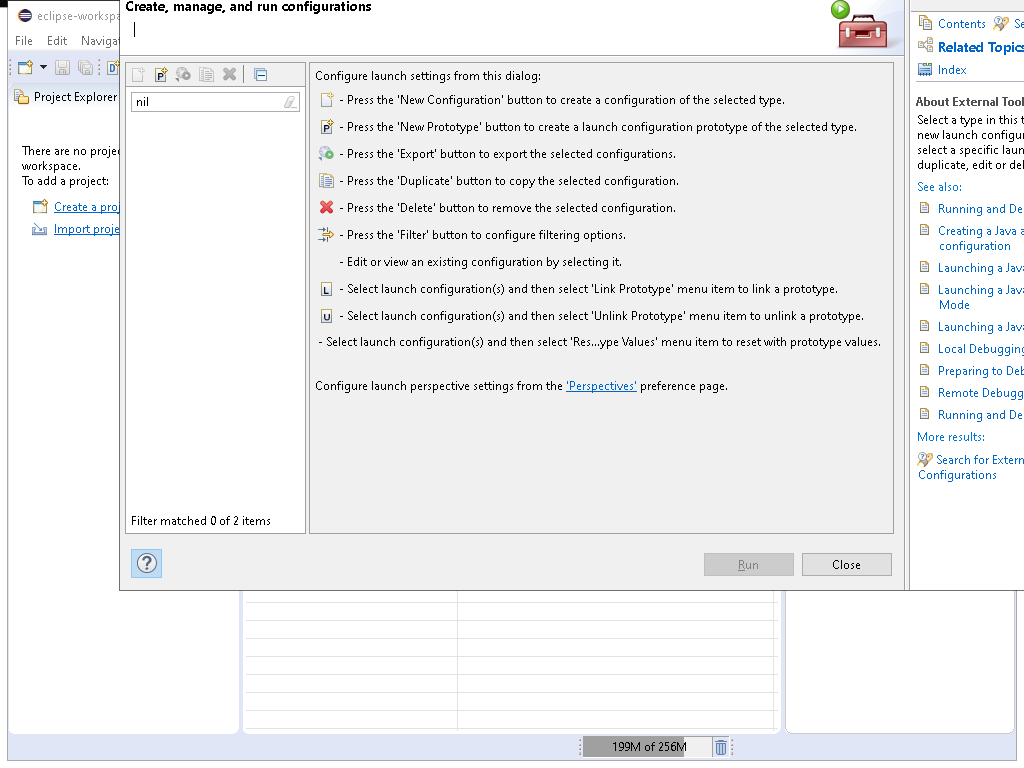 Create, manage, and run configurations
eclipse-workspa
File Edit Naviga
Project Explorer
There are no proje
workspace.
To add a project:
Create a proj
Import proje
nil
Filter matched 0 of 2 items
Configure launch settings from this dialog:
- Press the 'New Configuration' button to create a configuration of the selected type.
- Press the 'New Prototype' button to create a launch configuration prototype of the selected type.
- Press the 'Export' button to export the selected configurations.
- Press the 'Duplicate' button to copy the selected configuration.
- Press the 'Delete' button to remove the selected configuration.
- Press the 'Filter' button to configure filtering options.
- Edit or view an existing configuration by selecting it.
- Select launch configuration(s) and then select 'Link Prototype' menu item to link a prototype.
- Select launch configuration(s) and then select 'Unlink Prototype' menu item to unlink a prototype.
- Select launch configuration(s) and then select 'Res...ype Values' menu item to reset with prototype values.
Configure launch perspective settings from the 'Perspectives' preference page.
Run
Close
Contents Se
Related Topics
Index
About External Tool
Select a type in this t
new launch configur
select a specific laun
duplicate, edit or del
See also:
Running and De
Creating a Java a
configuration
Launching a Jav
Launching a Java
Mode
Launching a Jav
Local Debugging
Preparing to Deb
Remote Debugg
Running and De
More results:
Search for Extern
Configurations
199M of 256M